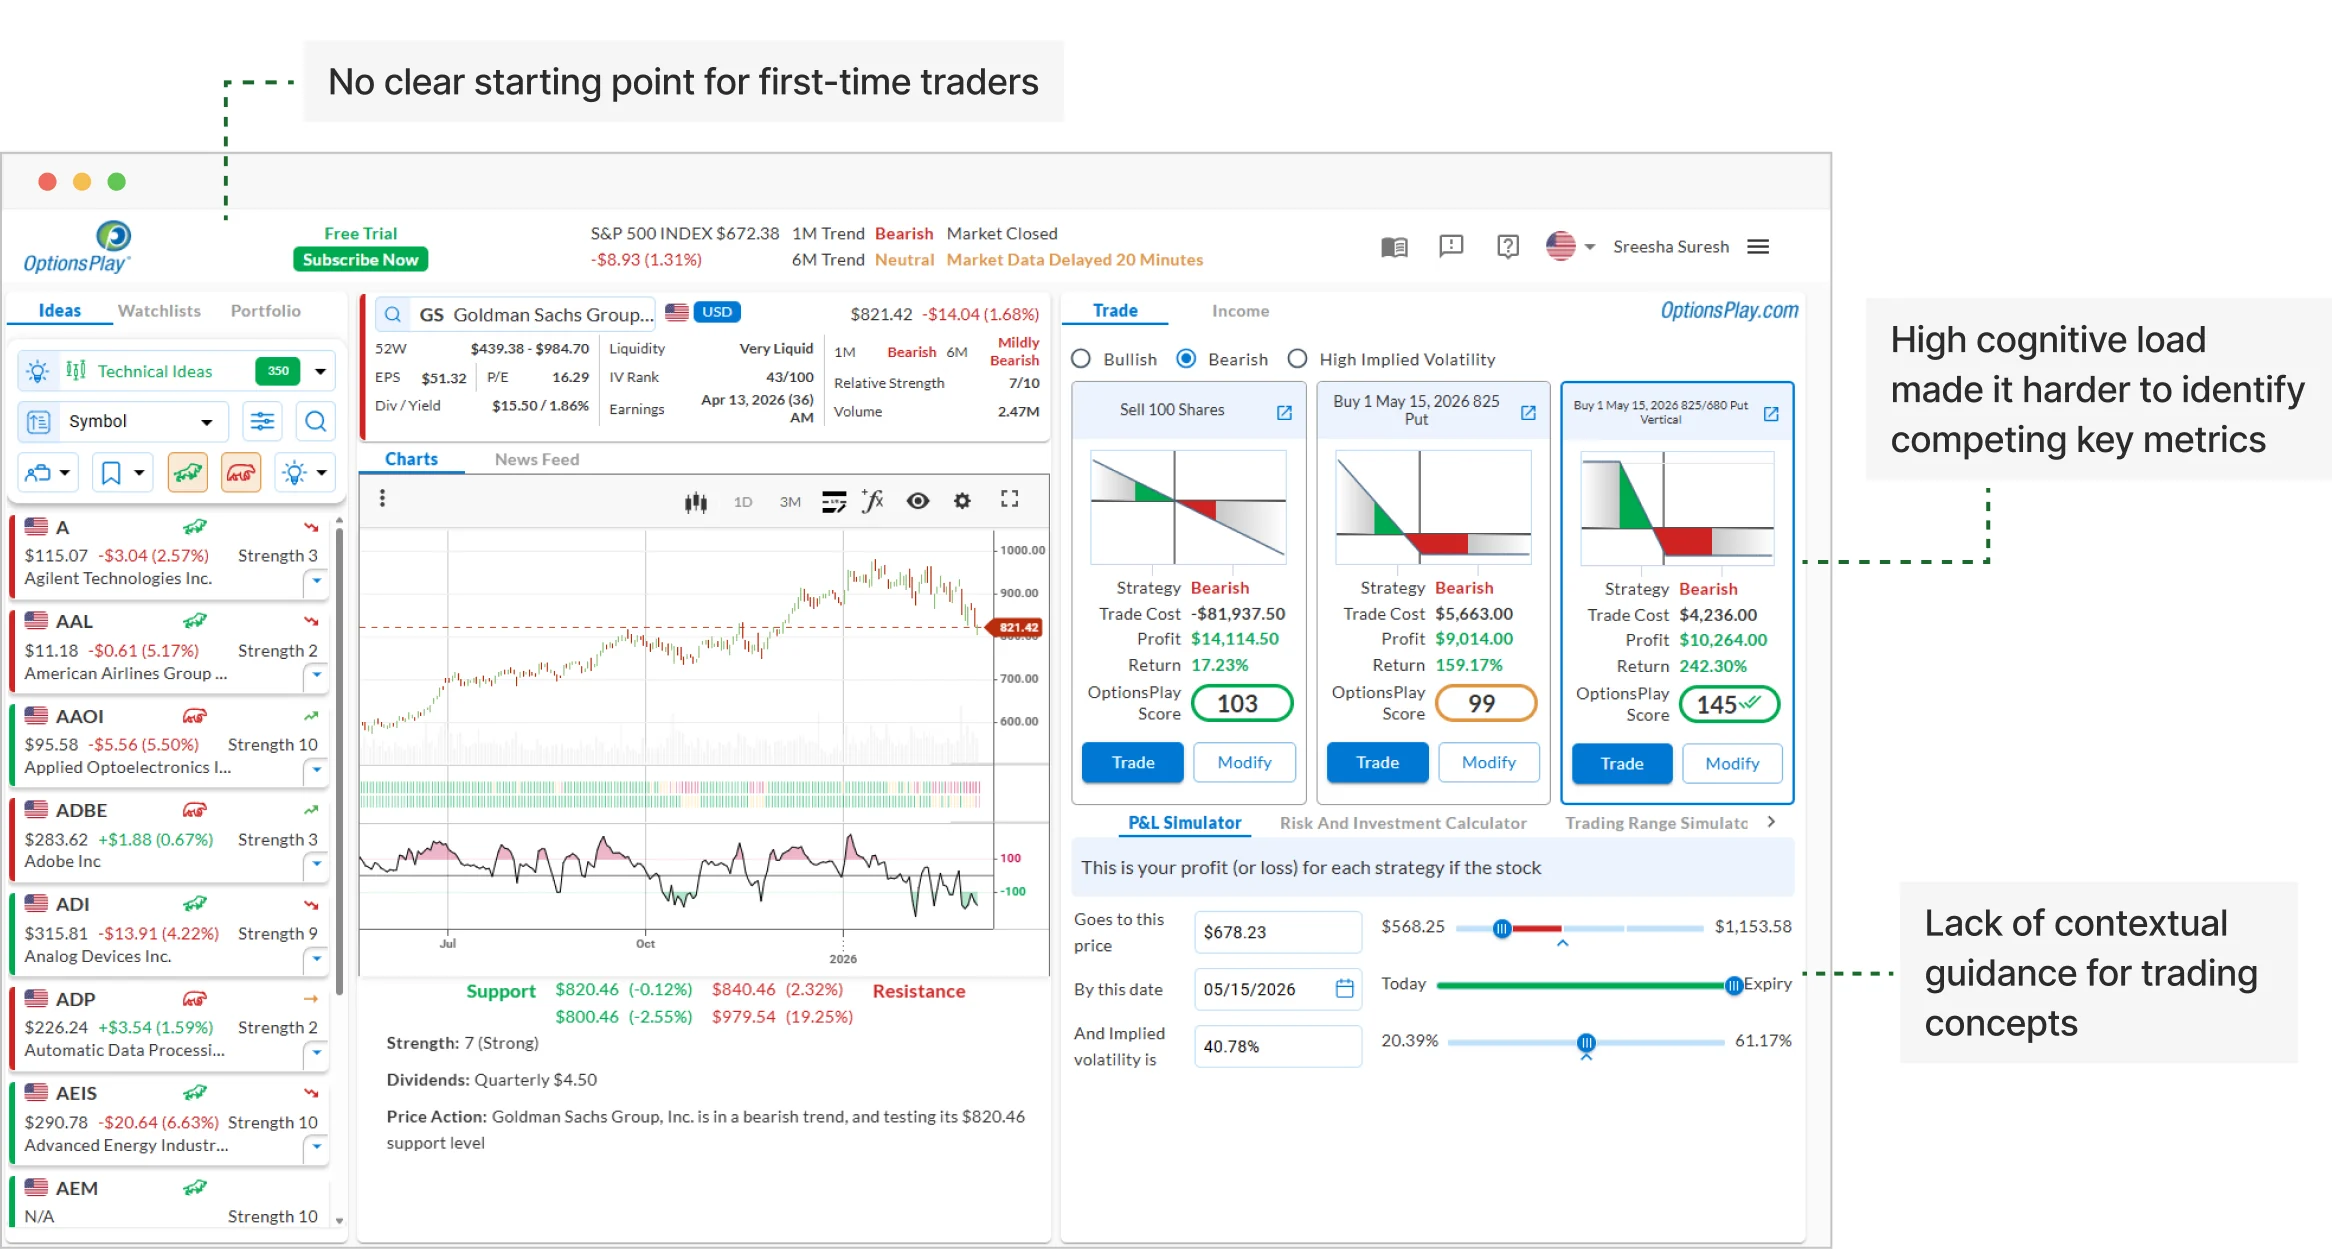 No clear starting point for first-time traders
OptionsPlay
Free Trial
Subscribe Now
S&P 500 INDEX $672.38 1M Trend Bearish Market Closed
-$8.93 (1.31%) 6M Trend Neutral Market Data Delayed 20 Minutes
Sreesha Suresh
Ideas Watchlists Portfolio
Technical Ideas 350
Symbol
A
$115.07 -$3.04 (2.57%) Strength 3
Agilent Technologies Inc.
AAL
$11.18 -$0.61 (5.17%) Strength 2
American Airlines Group ...
AAOI
$95.58 -$5.56 (5.50%) Strength 10
Applied Optoelectronics I...
ADBE
$283.62 +$1.88 (0.67%) Strength 3
Adobe Inc
ADI
$315.81 -$13.91 (4.22%) Strength 9
Analog Devices Inc.
ADP
$226.24 +$3.54 (1.59%) Strength 2
Automatic Data Processi...
AEIS
$290.78 -$20.64 (6.63%) Strength 10
Advanced Energy Industr...
AEM
N/A Strength 10
GS Goldman Sachs Group... USD $821.42 -$14.04 (1.68%)
52W $439.38 - $984.70
EPS $51.32 P/E 16.29
Div / Yield $15.50 / 1.86%
Liquidity Very Liquid
IV Rank 43/100
Earnings Apr 13, 2026 (36) AM
1M Bearish 6M Mildly Bearish
Relative Strength 7/10
Volume 2.47M
Charts News Feed
1D 3M fx
1000.00
900.00
821.42
800.00
700.00
600.00
100
-100
Jul Oct 2026
Support $820.46 (-0.12%) $840.46 (2.32%) Resistance
$800.46 (-2.55%) $979.54 (19.25%)
Strength: 7 (Strong)
Dividends: Quarterly $4.50
Price Action: Goldman Sachs Group, Inc. is in a bearish trend, and testing its $820.46
support level
Trade Income
OptionsPlay.com
Bullish Bearish High Implied Volatility
Sell 100 Shares
Strategy Bearish
Trade Cost -$81,937.50
Profit $14,114.50
Return 17.23%
OptionsPlay Score 103
Trade Modify
Buy 1 May 15, 2026 825
Put
Strategy Bearish
Trade Cost $5,663.00
Profit $9,014.00
Return 159.17%
OptionsPlay Score 99
Trade Modify
Buy 1 May 15, 2026 825/680 Put
Vertical
Strategy Bearish
Trade Cost $4,236.00
Profit $10,264.00
Return 242.30%
OptionsPlay Score 145
Trade Modify
P&L Simulator Risk And Investment Calculator Trading Range Simulatc
This is your profit (or loss) for each strategy if the stock
Goes to this
price
$678.23 $568.25 $1,153.58
By this date 05/15/2026 Today Expiry
And Implied
volatility is
40.78% 20.39% 61.17%
High cognitive load
made it harder to identify
competing key metrics
Lack of contextual
guidance for trading
concepts